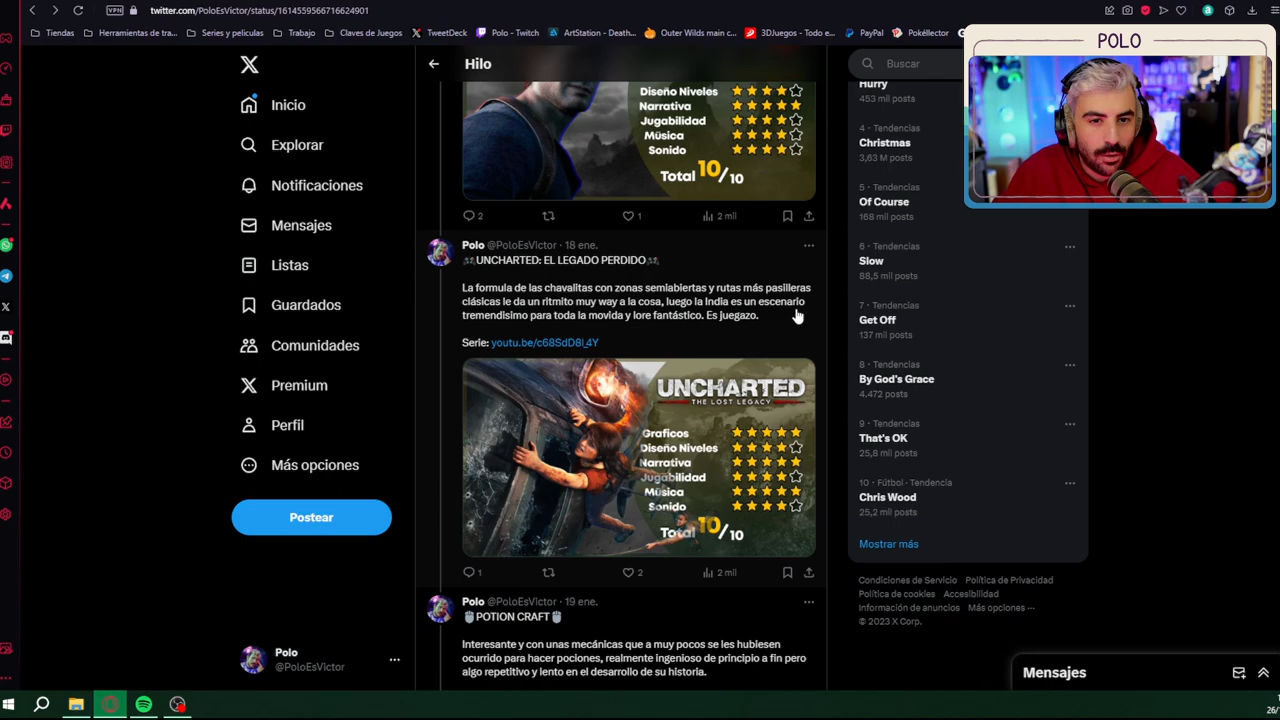 twitter.com/PoloEsVictor/status/1614559566716624901
VPN
Tiendas
Herramientas de tra...
Series y peliculas
Trabajo
Claves de Juegos
TweetDeck
Polo - Twitch
ArtStation - Death...
Outer Wilds main c...
3DJuegos - Todo e...
PayPal
Pokéllector
POLO
Inicio
Explorar
Notificaciones
Mensajes
Listas
Guardados
Comunidades
Premium
Perfil
Más opciones
Postear
Polo
@PoloEsVictor
Hilo
Diseño Niveles
Narrativa
Jugabilidad
Música
Sonido
Total 10/10
2
1
2 mil
Polo @PoloEsVictor · 18 ene.
UNCHARTED: EL LEGADO PERDIDO
La formula de las chavalitas con zonas semiabiertas y rutas más pasilleras
clásicas le da un ritmito muy way a la cosa, luego la India es un escenario
tremendisimo para toda la movida y lore fantástico. Es juegazo.
Serie: youtu.be/c68SdD8l_4Y
UNCHARTED
THE LOST LEGACY
Graficos
Diseño Niveles
Narrativa
Jugabilidad
Música
Sonido
Total 10/10
1
2
2 mil
Polo @PoloEsVictor · 19 ene.
POTION CRAFT
Interesante y con unas mecánicas que a muy pocos se les hubiesen
ocurrido para hacer pociones, realmente ingenioso de principio a fin pero
algo repetitivo y lento en el desarrollo de su historia.
Buscar
Hurry
453 mil posts
4 · Tendencias
Christmas
3,63 M posts
5 · Tendencias
Of Course
168 mil posts
6 · Tendencias
Slow
88,5 mil posts
7 · Tendencias
Get Off
137 mil posts
8 · Tendencias
By God's Grace
4.472 posts
9 · Tendencias
That's OK
25,8 mil posts
10 · Fútbol · Tendencia
Chris Wood
25,2 mil posts
Mostrar más
Condiciones de Servicio Política de Privacidad
Política de cookies Accesibilidad
Información de anuncios Más opciones ···
© 2023 X Corp.
Mensajes
26/